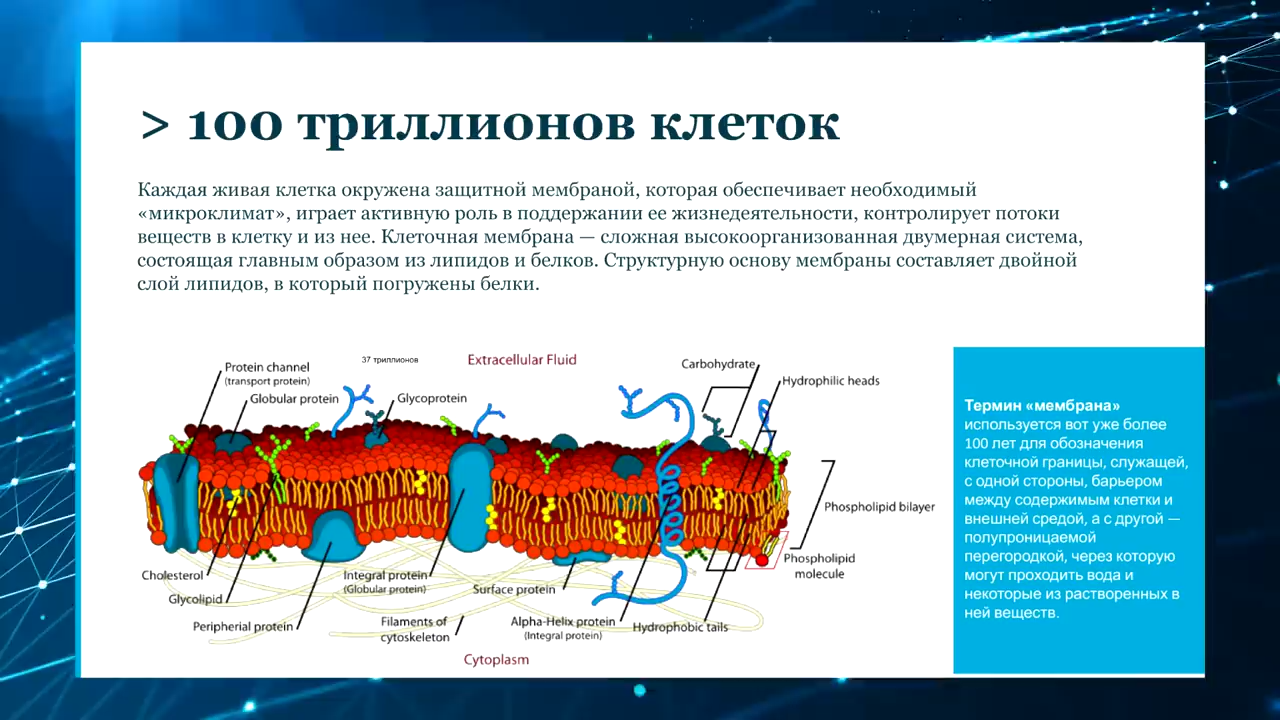 > 100 триллионов клеток
Каждая живая клетка окружена защитной мембраной, которая обеспечивает необходимый
«микроклимат», играет активную роль в поддержании ее жизнедеятельности, контролирует потоки
веществ в клетку и из нее. Клеточная мембрана — сложная высокоорганизованная двумерная система,
состоящая главным образом из липидов и белков. Структурную основу мембраны составляет двойной
слой липидов, в который погружены белки.
Protein channel
(transport protein)
37 триллионов
Extracellular Fluid
Carbohydrate
Hydrophilic heads
Globular protein
Glycoprotein
Phospholipid bilayer
Phospholipid
molecule
Cholesterol
Glycolipid
Peripherial protein
Integral protein
(Globular protein)
Filaments of
cytoskeleton
Surface protein
Alpha-Helix protein
(Integral protein)
Hydrophobic tails
Cytoplasm
Термин «мембрана»
используется вот уже более
100 лет для обозначения
клеточной границы, служащей,
с одной стороны, барьером
между содержимым клетки и
внешней средой, а с другой —
полупроницаемой
перегородкой, через которую
могут проходить вода и
некоторые из растворенных в
ней веществ.